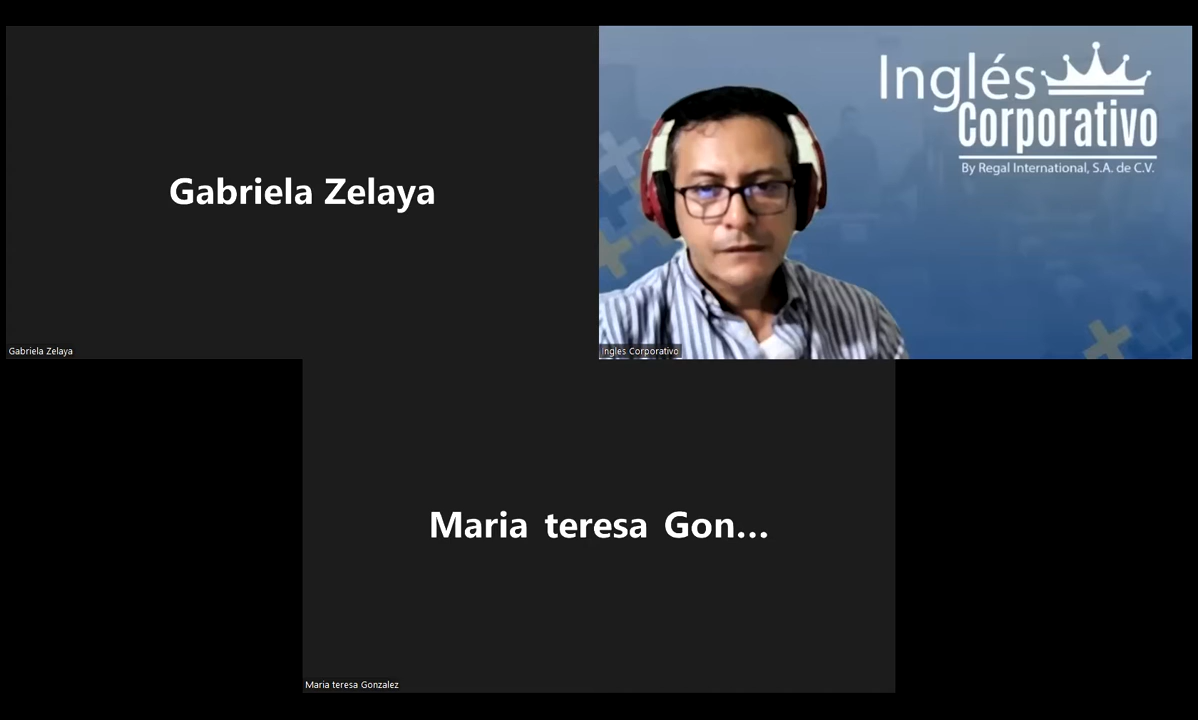 Gabriela Zelaya
Gabriela Zelaya
Inglés
Corporativo
By Regal International, S.A. de C.V.
Ingles Corporativo
Maria teresa Gon...
Maria teresa Gonzalez